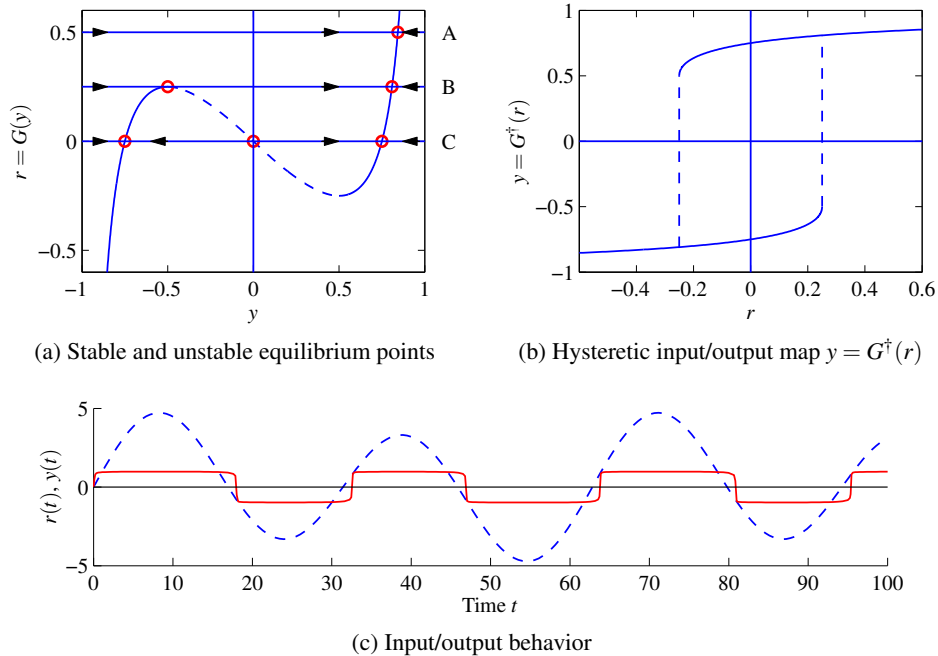 0.5
0
−0.5
r = G(y)
A
B
C
−1
−0.5
0
0.5
1
y
(a) Stable and unstable equilibrium points
1
0.5
0
−0.5
−1
y = G†(r)
−0.4
−0.2
0
0.2
0.4
0.6
r
(b) Hysteretic input/output map y = G†(r)
5
0
−5
r(t), y(t)
0
10
20
30
40
50
60
70
80
90
100
Time t
(c) Input/output behavior